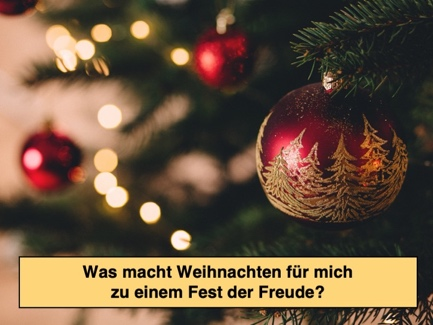 Was macht Weihnachten für mich
zu einem Fest der Freude?